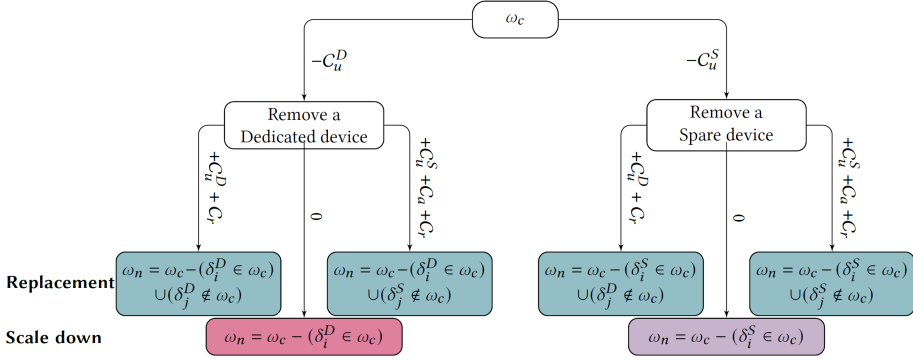 ω_c
−C_u^D
−C_u^S
Remove a
Dedicated device
Remove a
Spare device
+C_u^D + C_r
0
+C_u^S + C_a + C_r
+C_u^D + C_r
0
+C_u^S + C_a + C_r
Replacement
ω_n = ω_c −(δ_i^D ∈ ω_c)
∪(δ_j^D ∉ ω_c)
ω_n = ω_c − (δ_i^D ∈ ω_c)
∪(δ_j^S ∉ ω_c)
ω_n = ω_c −(δ_i^S ∈ ω_c)
∪(δ_j^D ∉ ω_c)
ω_n = ω_c − (δ_i^S ∈ ω_c)
∪(δ_j^S ∉ ω_c)
Scale down
ω_n = ω_c − (δ_i^D ∈ ω_c)
ω_n = ω_c − (δ_i^S ∈ ω_c)